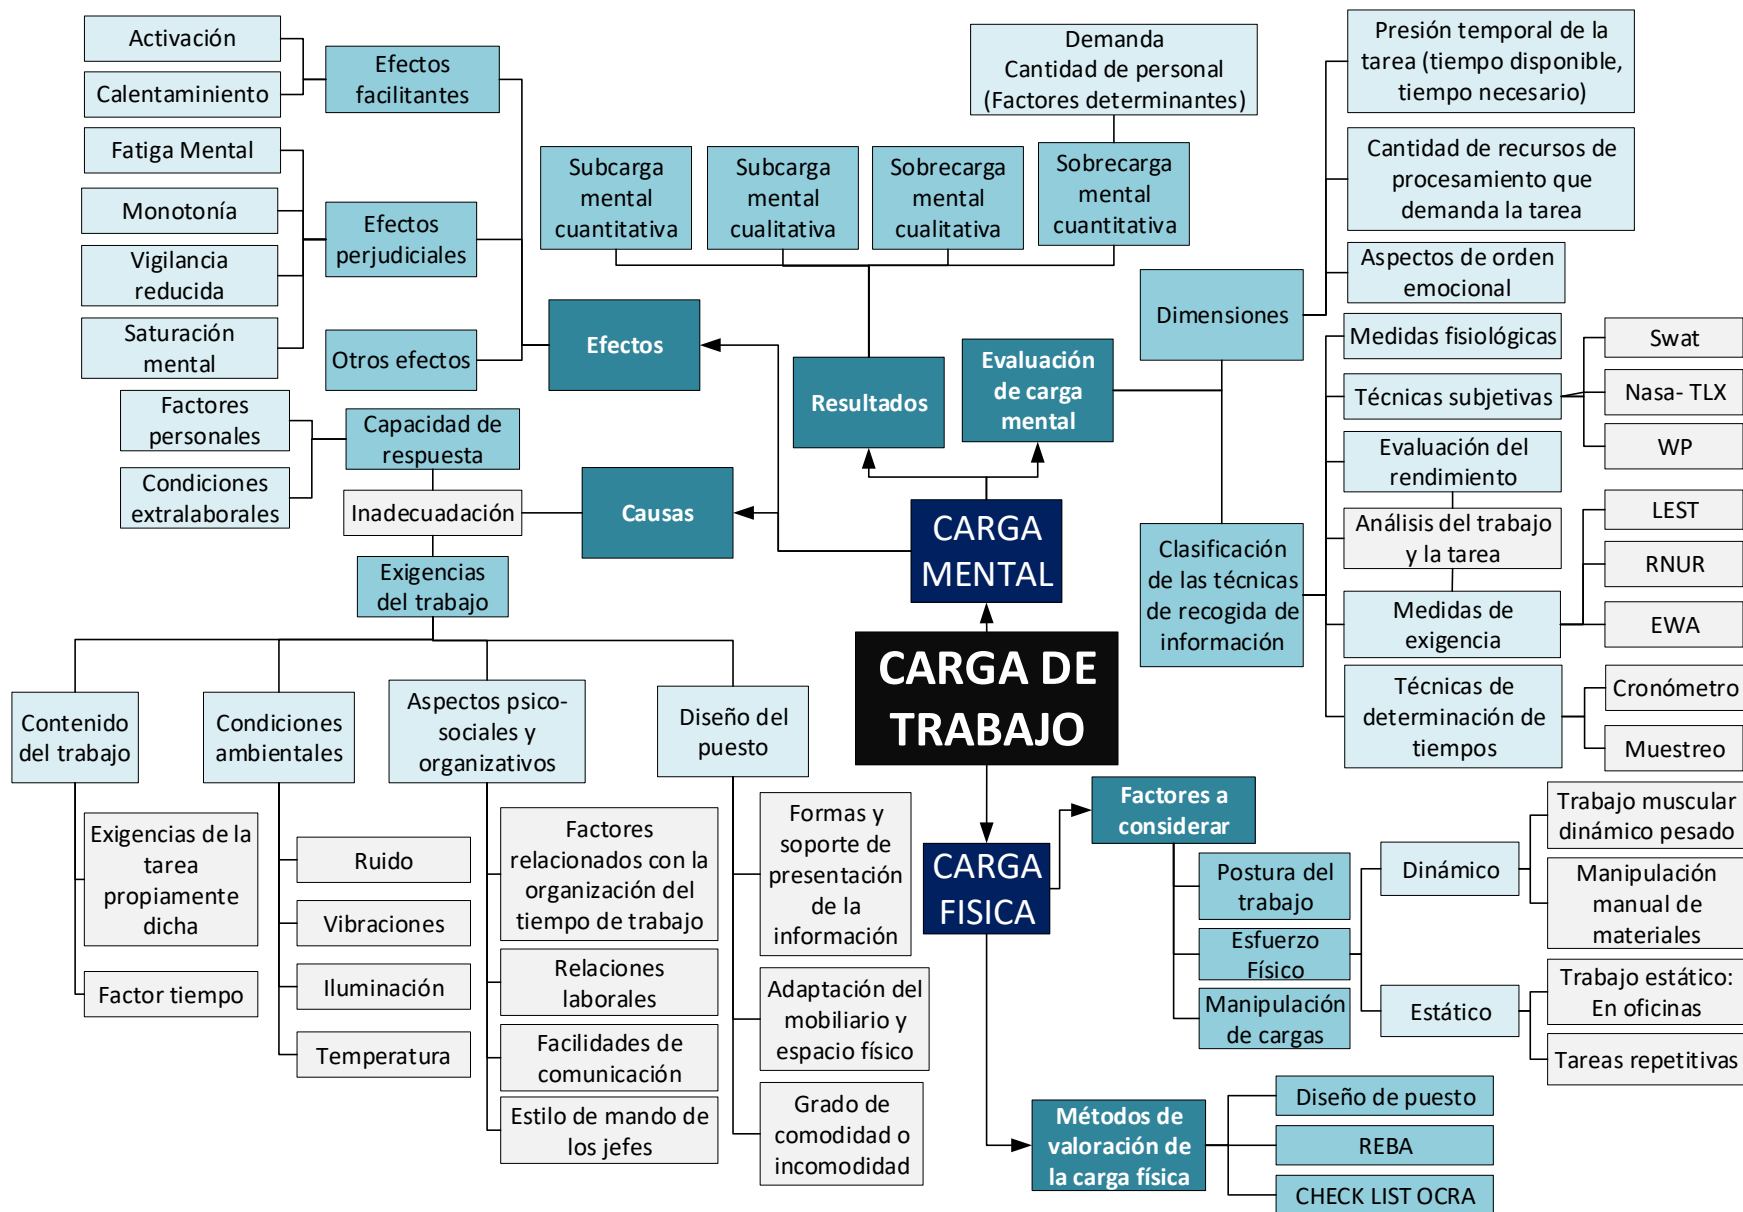 Activación
Calentamiento
Efectos
facilitantes
Fatiga Mental
Monotonía
Vigilancia
reducida
Saturación
mental
Efectos
perjudiciales
Otros efectos
Efectos
Factores
personales
Condiciones
extralaborales
Capacidad de
respuesta
Inadecuadación
Exigencias
del trabajo
Causas
Demanda
Cantidad de personal
(Factores determinantes)
Subcarga
mental
cuantitativa
Subcarga
mental
cualitativa
Sobrecarga
mental
cualitativa
Sobrecarga
mental
cuantitativa
Resultados
Evaluación
de carga
mental
Dimensiones
Presión temporal de la
tarea (tiempo disponible,
tiempo necesario)
Cantidad de recursos de
procesamiento que
demanda la tarea
Aspectos de orden
emocional
Clasificación
de las técnicas
de recogida de
información
Medidas fisiológicas
Técnicas subjetivas
Swat
Nasa- TLX
WP
Evaluación del
rendimiento
Análisis del trabajo
y la tarea
Medidas de
exigencia
LEST
RNUR
EWA
Técnicas de
determinación de
tiempos
Cronómetro
Muestreo
CARGA
MENTAL
CARGA DE
TRABAJO
CARGA
FISICA
Contenido
del trabajo
Exigencias de la
tarea
propiamente
dicha
Factor tiempo
Condiciones
ambientales
Ruido
Vibraciones
Iluminación
Temperatura
Aspectos psico-
sociales y
organizativos
Factores
relacionados con la
organización del
tiempo de trabajo
Relaciones
laborales
Facilidades de
comunicación
Estilo de mando de
los jefes
Diseño del
puesto
Formas y
soporte de
presentación
de la
información
Adaptación del
mobiliario y
espacio físico
Grado de
comodidad o
incomodidad
Factores a
considerar
Postura del
trabajo
Esfuerzo
Físico
Manipulación
de cargas
Dinámico
Trabajo muscular
dinámico pesado
Manipulación
manual de
materiales
Estático
Trabajo estático:
En oficinas
Tareas repetitivas
Métodos de
valoración de
la carga física
Diseño de puesto
REBA
CHECK LIST OCRA